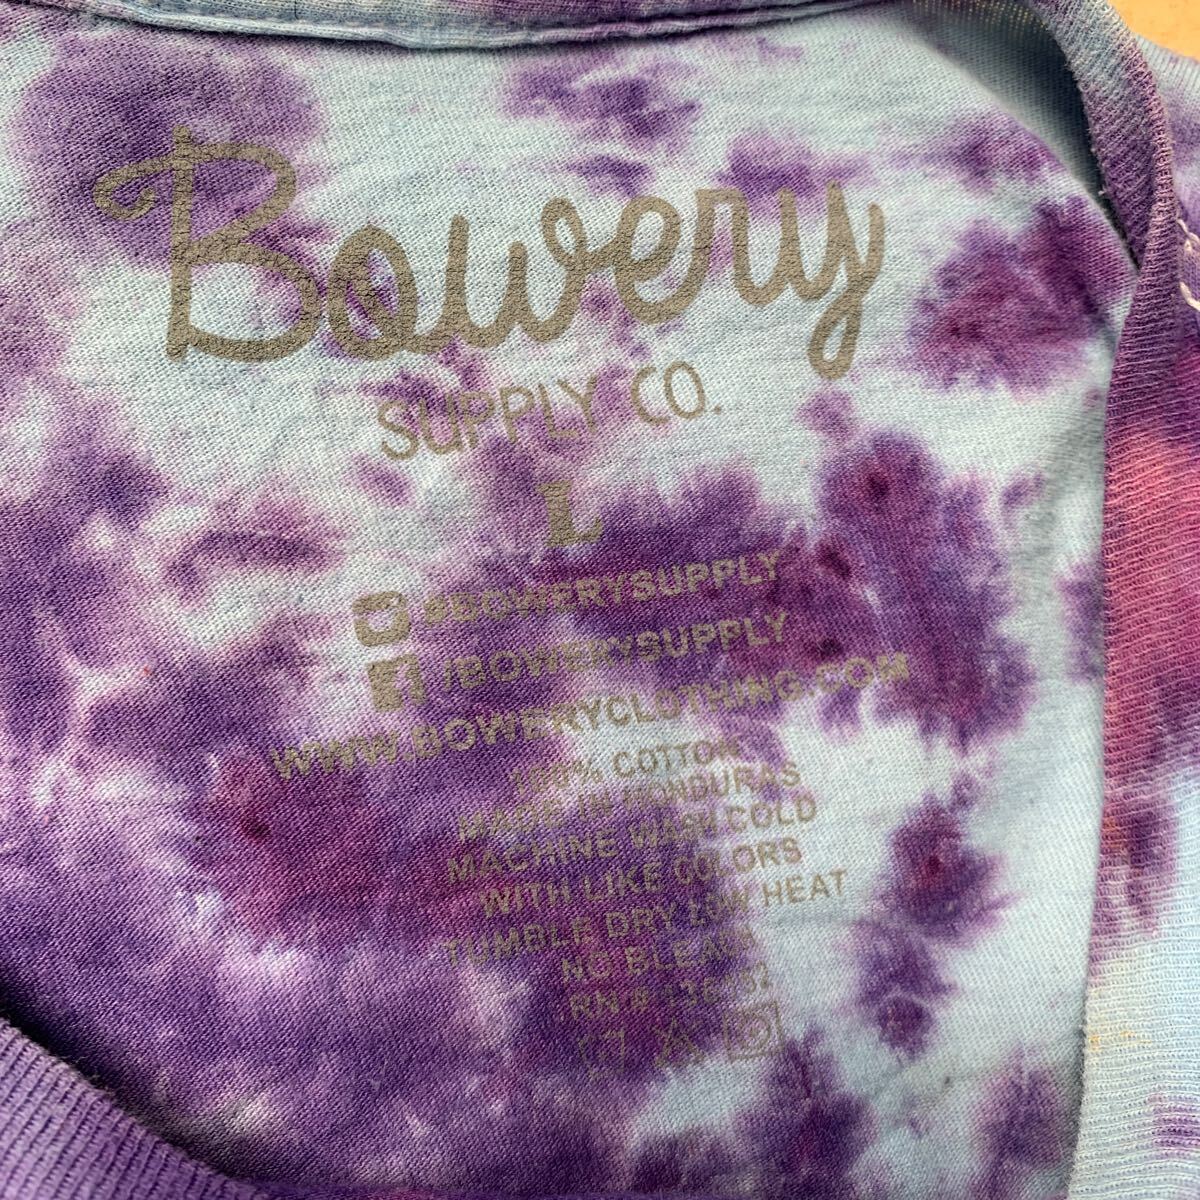 Bowery
SUPPLY CO.
L
@BOWERYSUPPLY
/BOWERYSUPPLY
WWW.BOWERYCLOTHING.COM
100% COTTON
MADE IN HONDURAS
MACHINE WASH COLD
WITH LIKE COLORS
TUMBLE DRY LOW HEAT
NO BLEACH
RN#